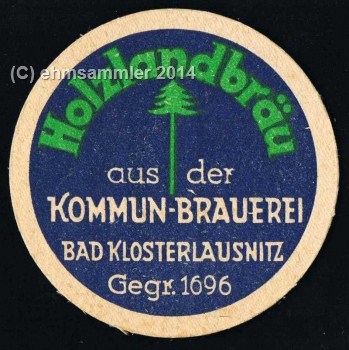 (C) ehmsammler 2014
Holzlandbräu
aus der
KOMMUN-BRAUEREI
BAD KLOSTERLAUSNITZ
Gegr. 1696